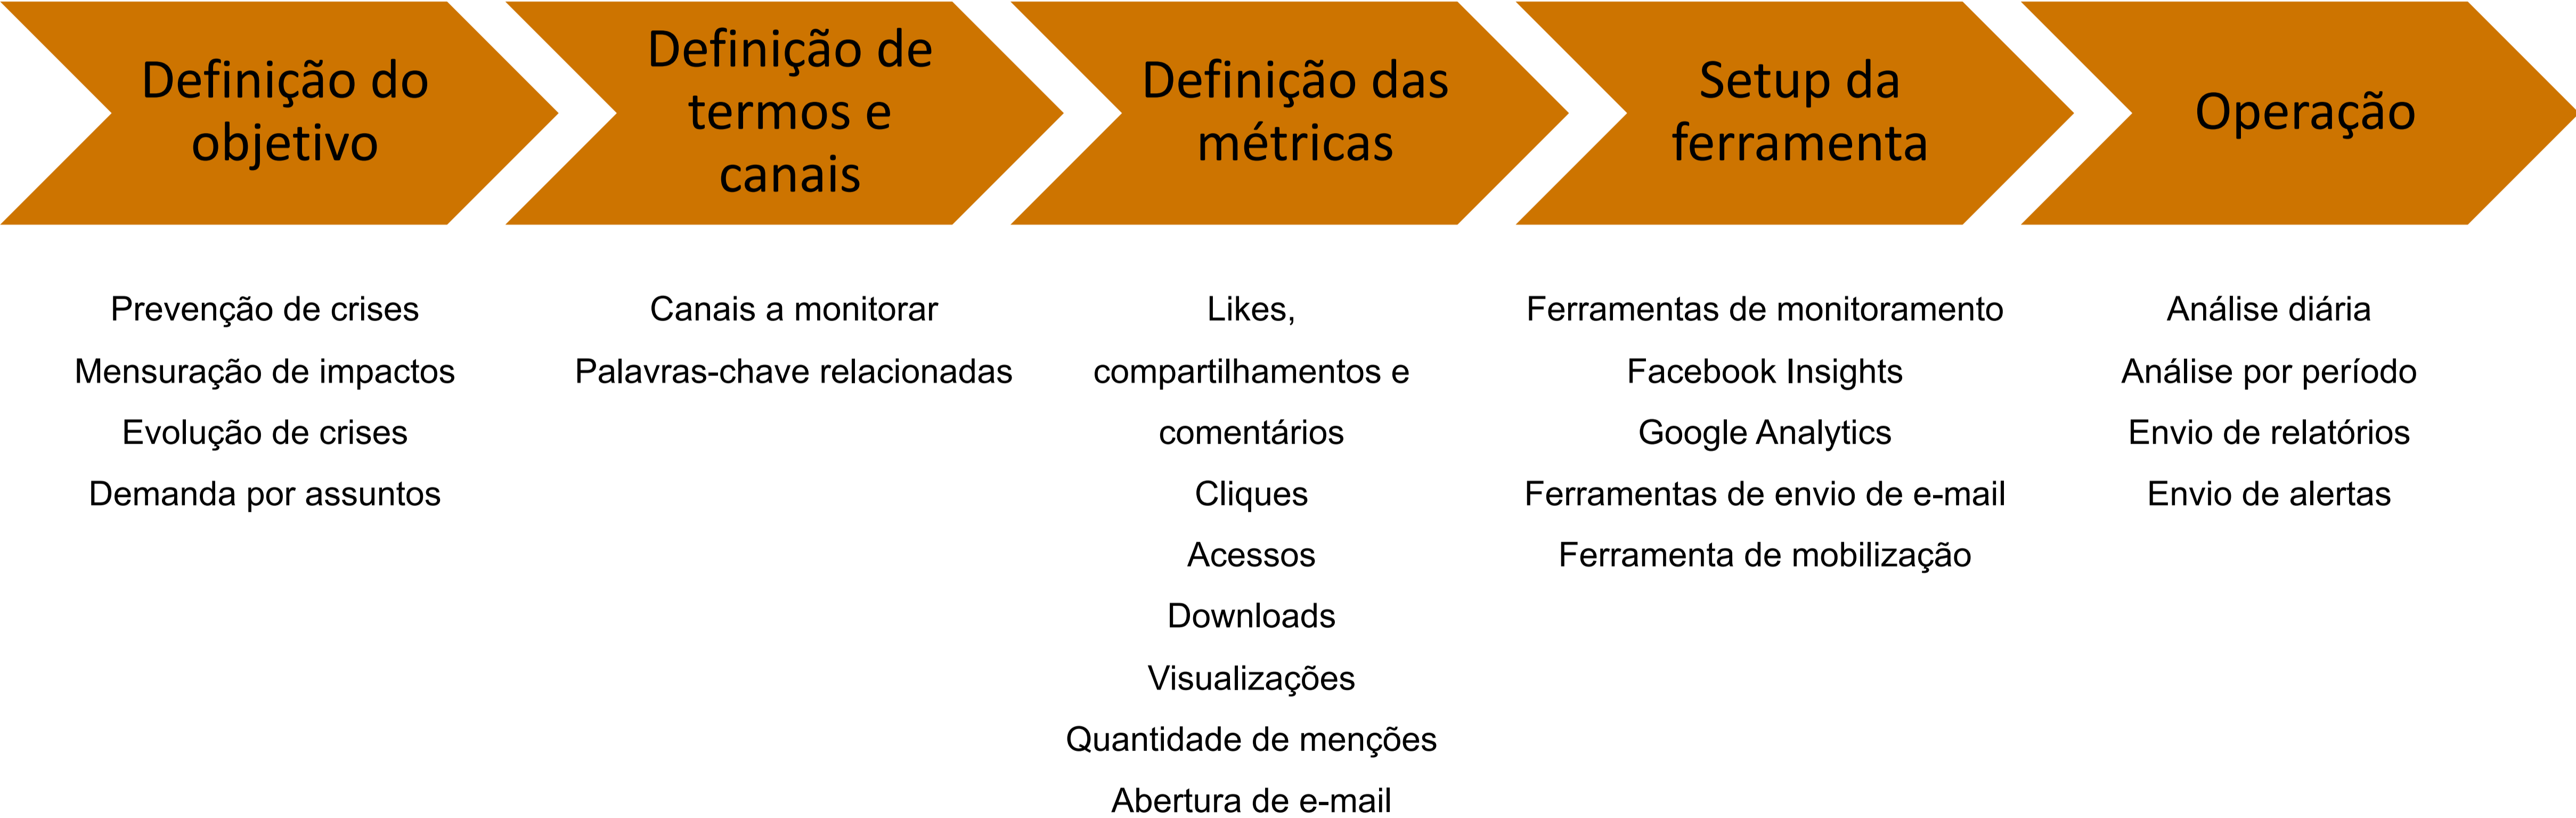 Definição do
objetivo
Definição de
termos e
canais
Definição das
métricas
Setup da
ferramenta
Operação
Prevenção de crises
Mensuração de impactos
Evolução de crises
Demanda por assuntos
Canais a monitorar
Palavras-chave relacionadas
Likes,
compartilhamentos e
comentários
Cliques
Acessos
Downloads
Visualizações
Quantidade de menções
Abertura de e-mail
Ferramentas de monitoramento
Facebook Insights
Google Analytics
Ferramentas de envio de e-mail
Ferramenta de mobilização
Análise diária
Análise por período
Envio de relatórios
Envio de alertas